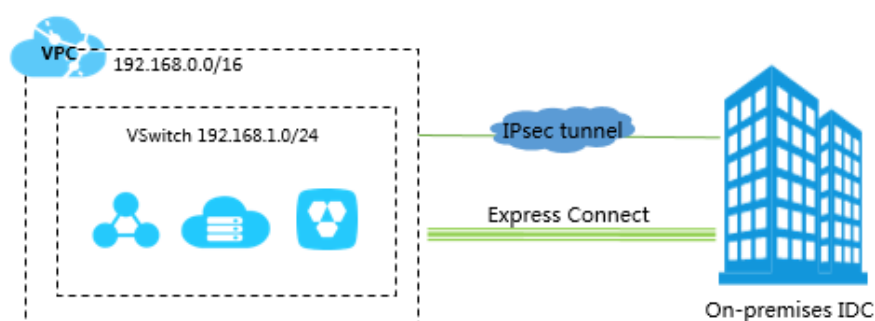 VPC
192.168.0.0/16
VSwitch 192.168.1.0/24
IPsec tunnel
Express Connect
On-premises IDC